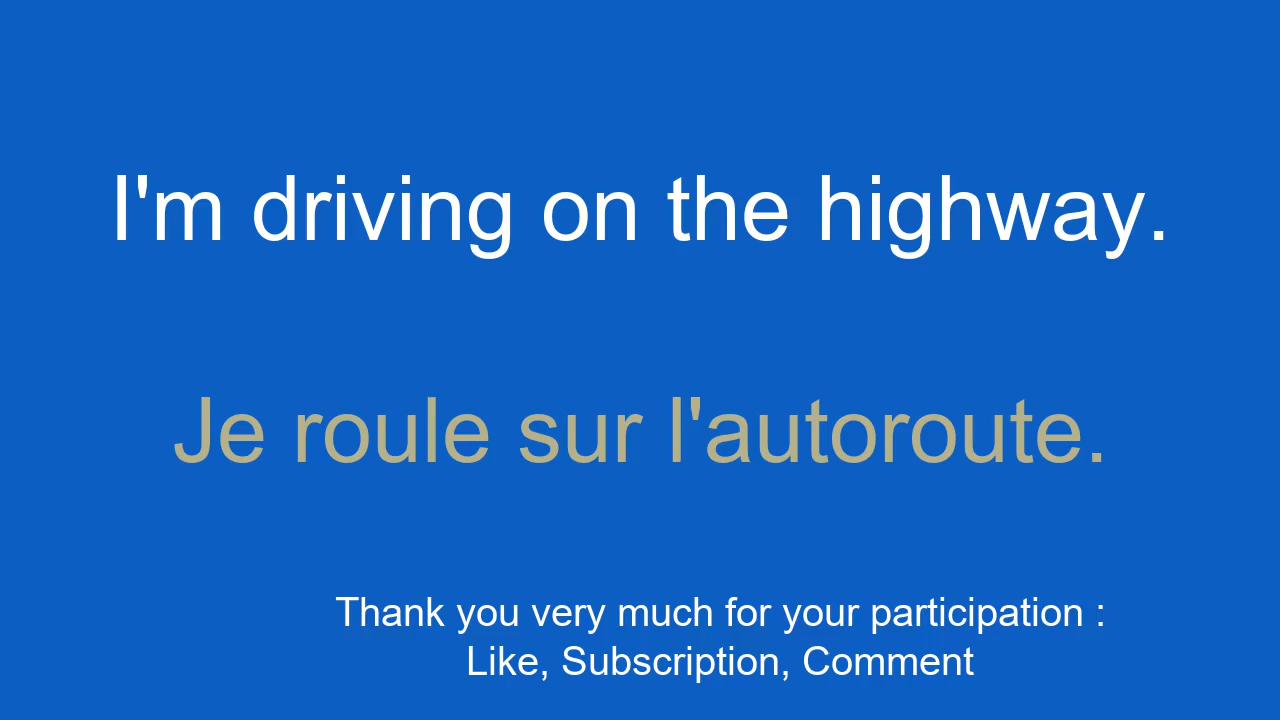 I'm driving on the highway.
Je roule sur l'autoroute.
Thank you very much for your participation :
Like, Subscription, Comment